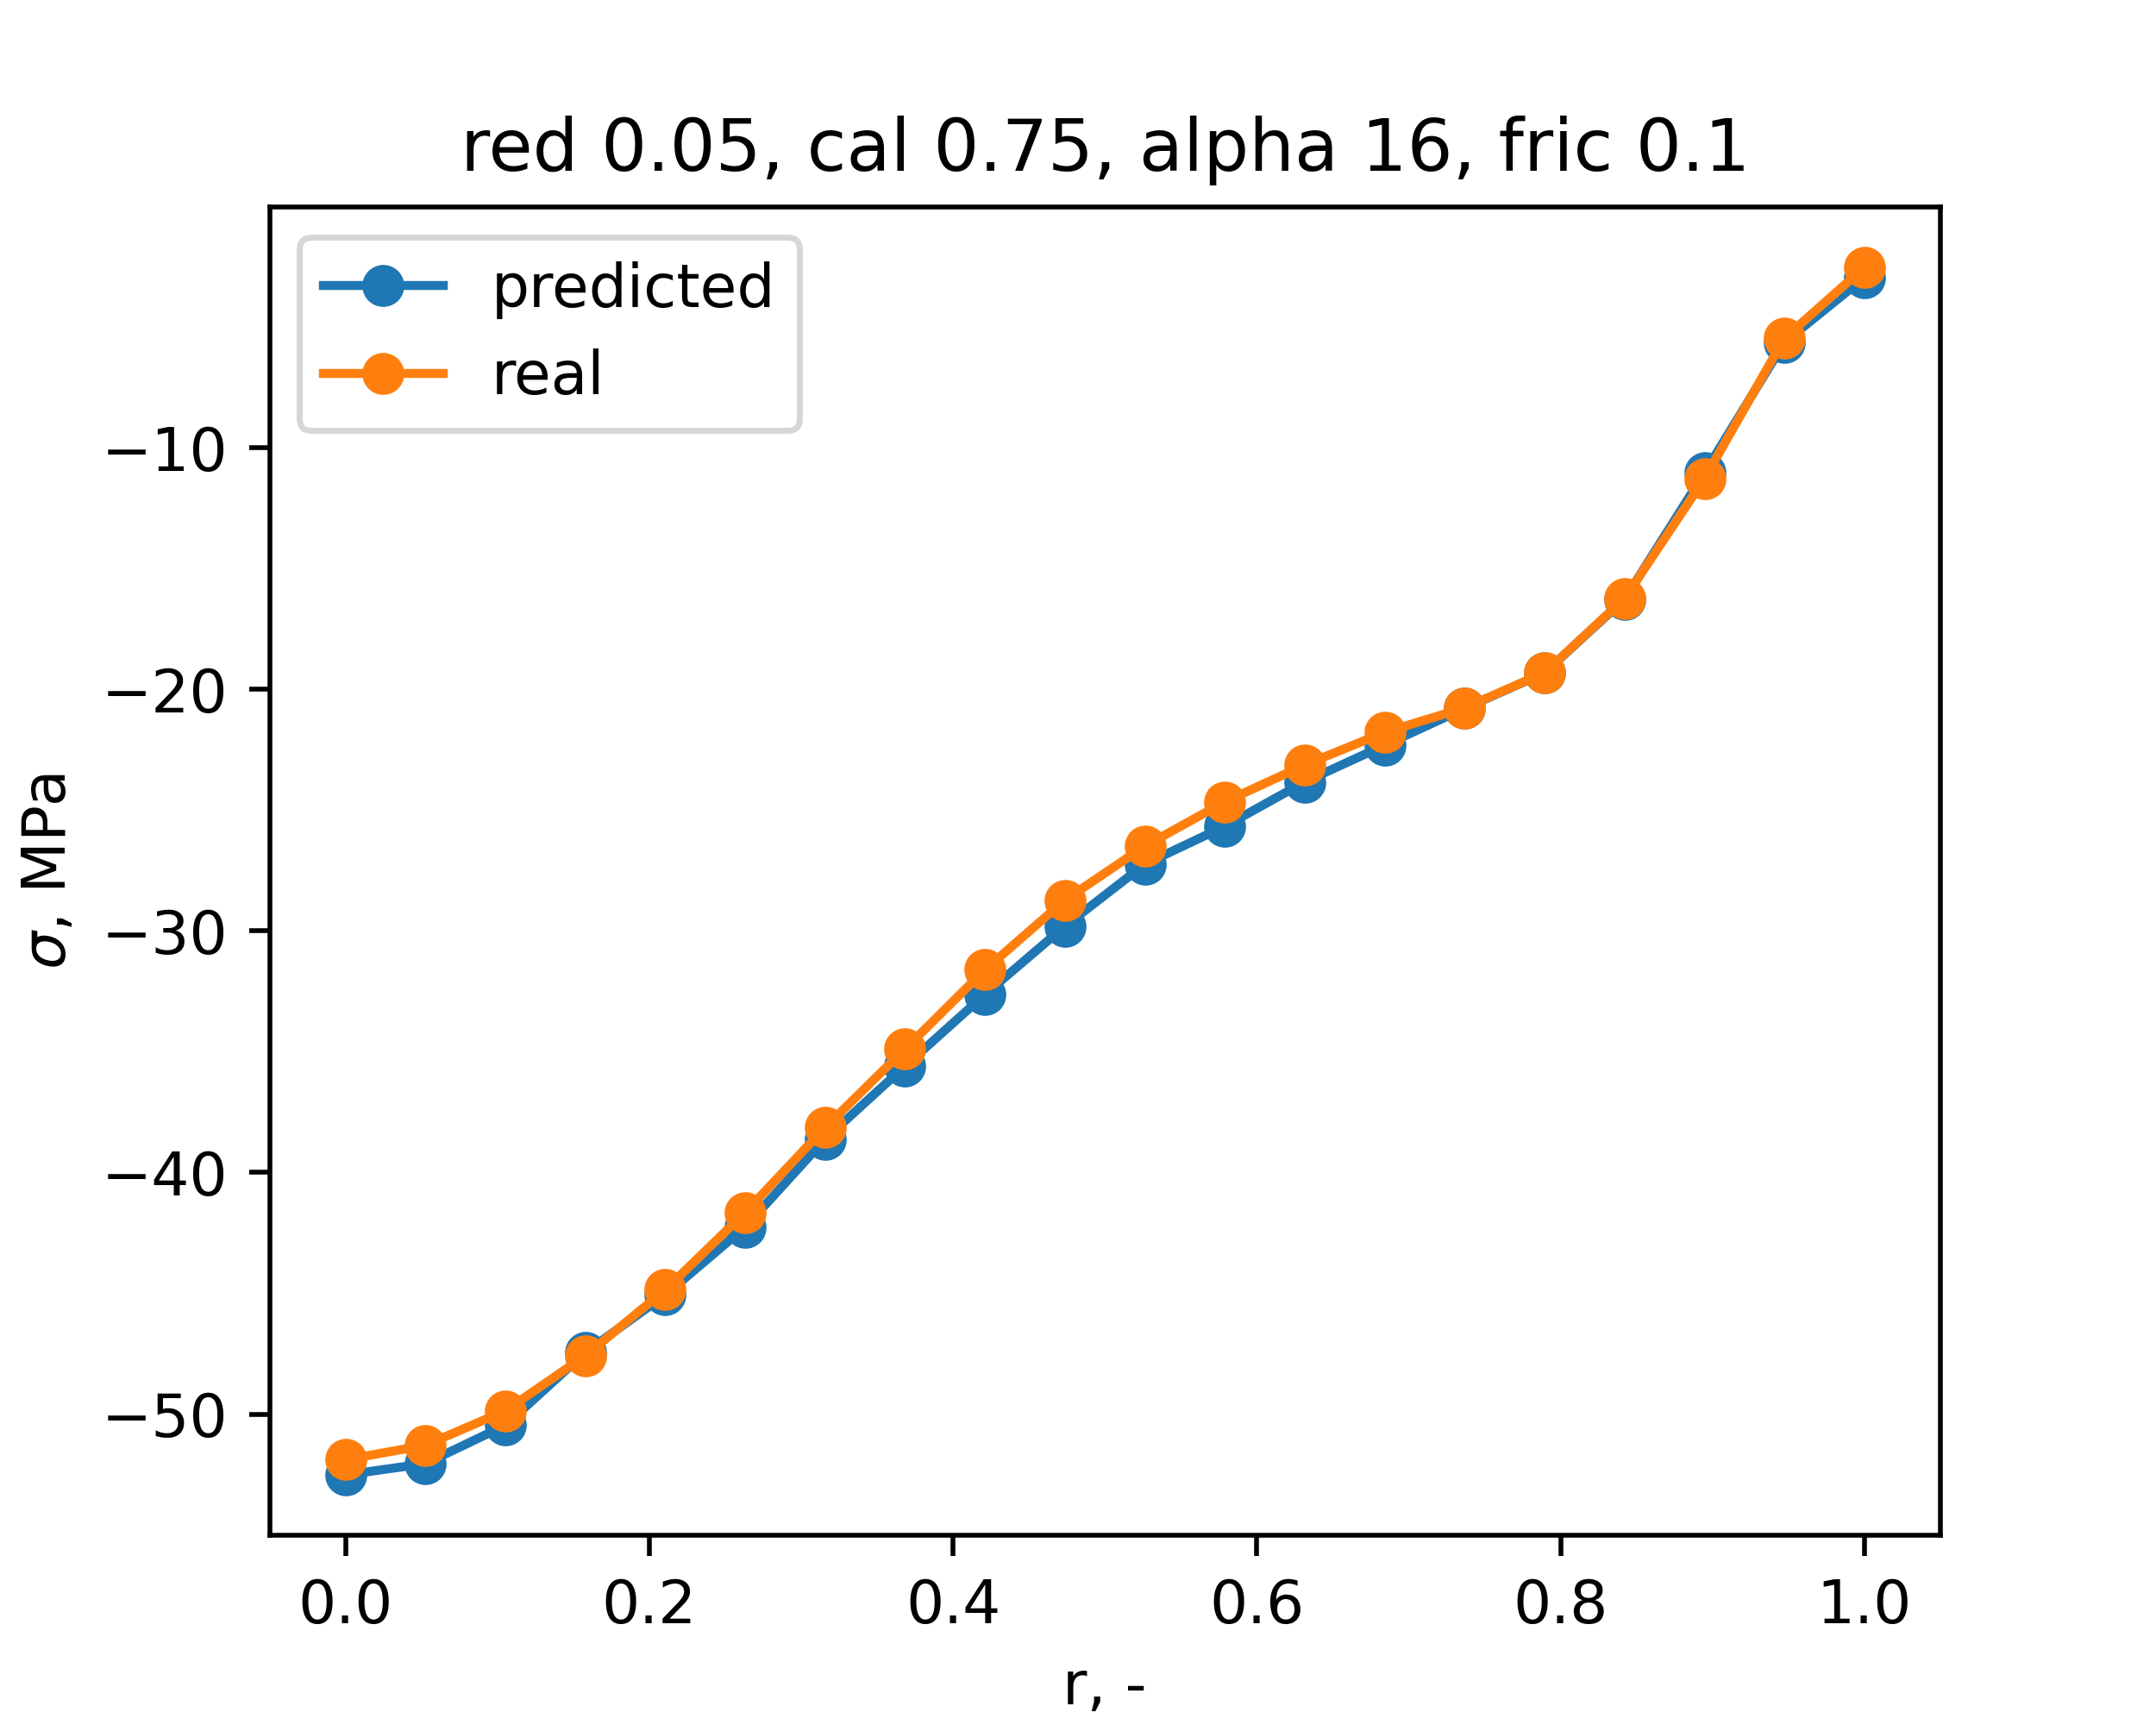 red 0.05, cal 0.75, alpha 16, fric 0.1
predicted
real
−10
−20
−30
−40
−50
σ, MPa
0.0 0.2 0.4 0.6 0.8 1.0
r, -